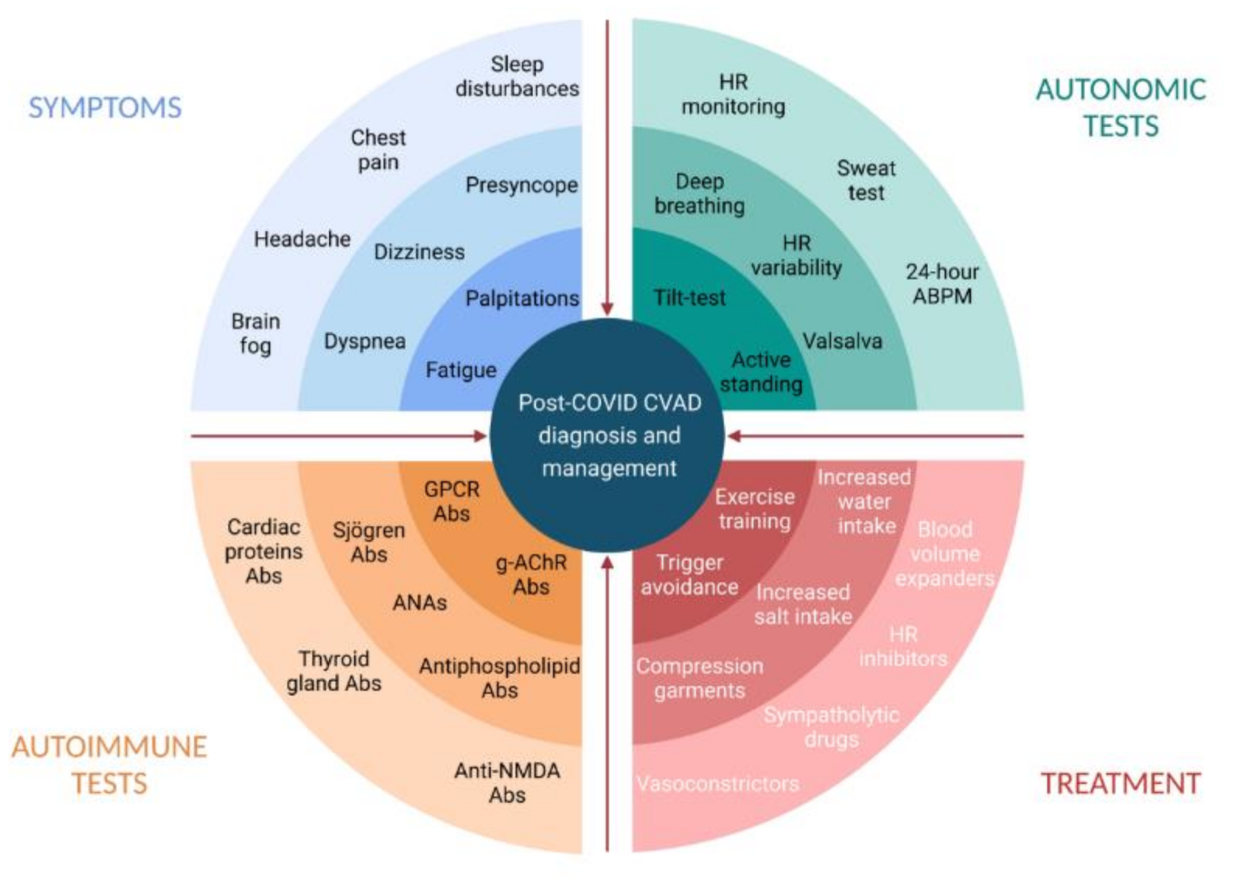 SYMPTOMS
Sleep
disturbances
Chest
pain
Presyncope
Headache
Dizziness
Palpitations
Brain
fog
Dyspnea
Fatigue
AUTONOMIC
TESTS
HR
monitoring
Sweat
test
24-hour
ABPM
Deep
breathing
HR
variability
Valsalva
Tilt-test
Active
standing
Post-COVID CVAD
diagnosis and
management
AUTOIMMUNE
TESTS
GPCR
Abs
g-AChR
Abs
Sjögren
Abs
ANAs
Antiphospholipid
Abs
Cardiac
proteins
Abs
Thyroid
gland Abs
Anti-NMDA
Abs
TREATMENT
Exercise
training
Trigger
avoidance
Increased
water
intake
Increased
salt intake
Compression
garments
Blood
volume
expanders
HR
inhibitors
Sympatholytic
drugs
Vasoconstrictors